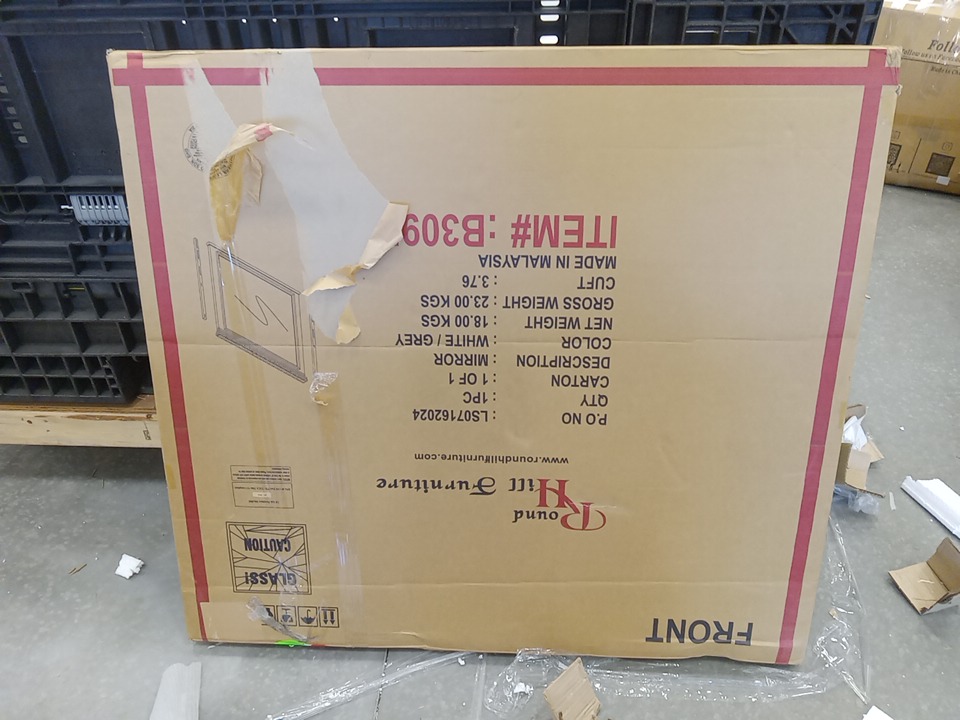 FRONT
Round
Hill Furniture
www.roundhillfurniture.com
P.O NO : LS07162024
QTY : 1PC
CARTON : 1 OF 1
DESCRIPTION : MIRROR
COLOR : WHITE / GREY
NET WEIGHT : 18.00 KGS
GROSS WEIGHT : 23.00 KGS
CUFT : 3.76
MADE IN MALAYSIA
ITEM# : B309
GLASS!
CAUTION
Follo